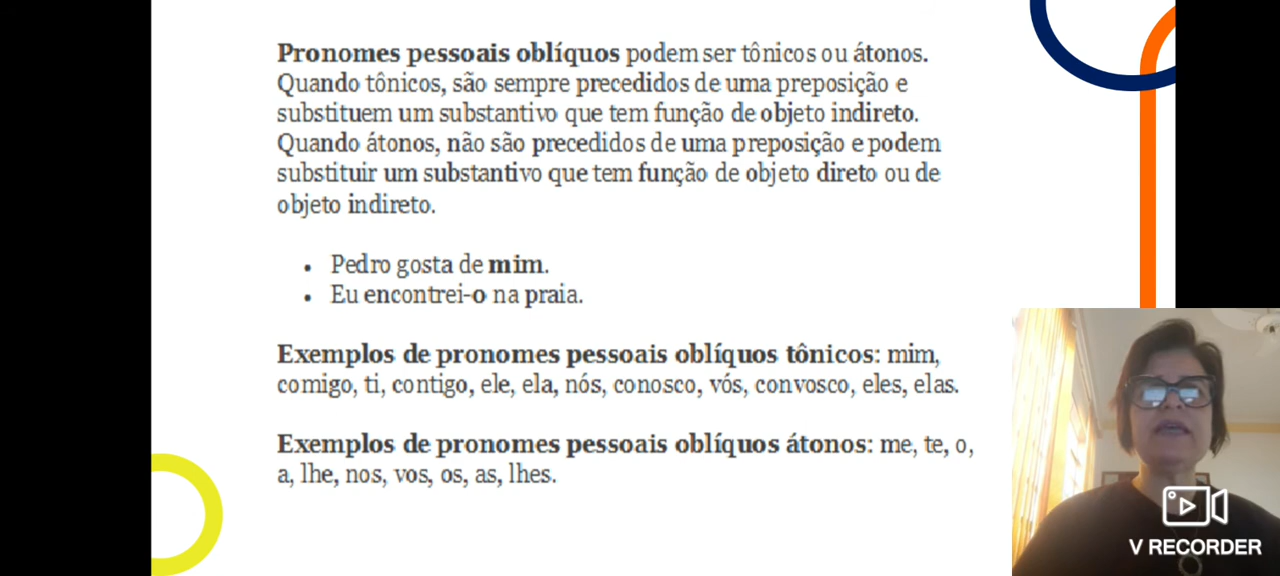 Pronomes pessoais oblíquos podem ser tônicos ou átonos.
Quando tônicos, são sempre precedidos de uma preposição e
substituem um substantivo que tem função de objeto indireto.
Quando átonos, não são precedidos de uma preposição e podem
substituir um substantivo que tem função de objeto direto ou de
objeto indireto.
• Pedro gosta de mim.
• Eu encontrei-o na praia.
Exemplos de pronomes pessoais oblíquos tônicos: mim,
comigo, ti, contigo, ele, ela, nós, conosco, vós, convosco, eles, elas.
Exemplos de pronomes pessoais oblíquos átonos: me, te, o,
a, lhe, nos, vos, os, as, lhes.
V RECORDER